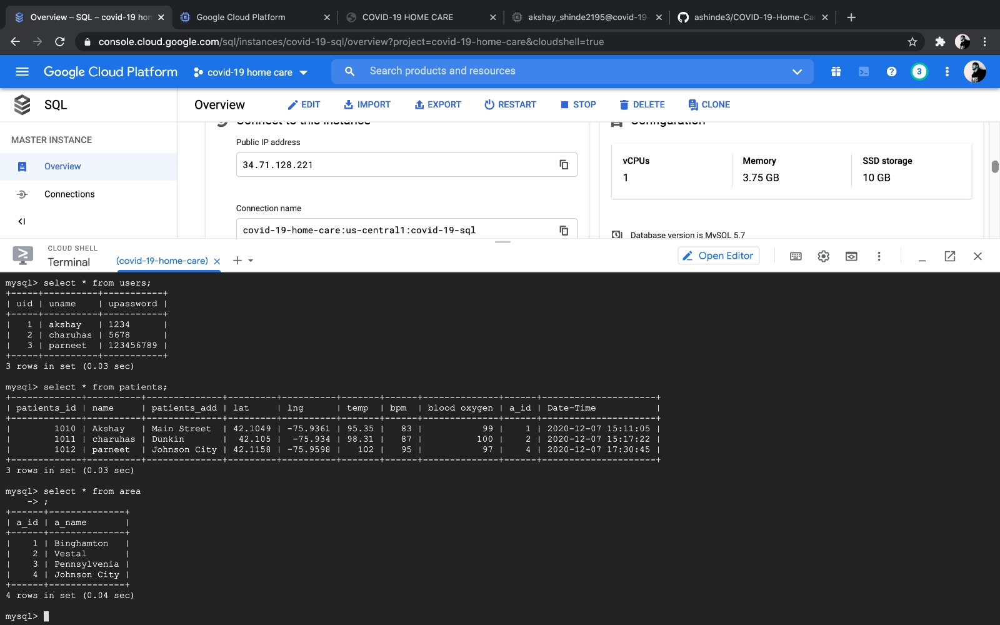 Overview – SQL – covid-19 hon
Google Cloud Platform
COVID-19 HOME CARE
akshay_shinde2195@covid-19-
ashinde3/COVID-19-Home-Ca
console.cloud.google.com/sql/instances/covid-19-sql/overview?project=covid-19-home-care&cloudshell=true
Google Cloud Platform
covid-19 home care
Search products and resources
3
SQL
Overview
EDIT
IMPORT
EXPORT
RESTART
STOP
DELETE
CLONE
MASTER INSTANCE
Overview
Connections
Connect to this instance
Public IP address
34.71.128.221
Connection name
covid-19-home-care:us-central1:covid-19-sql
Configuration
vCPUs
1
Memory
3.75 GB
SSD storage
10 GB
Database version is MySQL 5.7
CLOUD SHELL
Terminal
(covid-19-home-care)
Open Editor
mysql> select * from users;
+-----+----------+-----------+
| uid | uname    | upassword |
+-----+----------+-----------+
|   1 | akshay   | 1234      |
|   2 | charuhas | 5678      |
|   3 | parneet  | 123456789 |
+-----+----------+-----------+
3 rows in set (0.03 sec)
mysql> select * from patients;
+-------------+----------+--------------+---------+----------+-------+------+--------------+------+---------------------+
| patients_id | name     | patients_add | lat     | lng      | temp  | bpm  | blood oxygen | a_id | Date-Time           |
+-------------+----------+--------------+---------+----------+-------+------+--------------+------+---------------------+
|        1010 | Akshay   | Main Street  | 42.1049 | -75.9361 | 95.35 |   83 |           99 |    1 | 2020-12-07 15:11:05 |
|        1011 | charuhas | Dunkin       |  42.105 |  -75.934 | 98.31 |   87 |          100 |    2 | 2020-12-07 15:17:22 |
|        1012 | parneet  | Johnson City | 42.1158 | -75.9598 |   102 |   95 |           97 |    4 | 2020-12-07 17:30:45 |
+-------------+----------+--------------+---------+----------+-------+------+--------------+------+---------------------+
3 rows in set (0.03 sec)
mysql> select * from area
    -> ;
+------+--------------+
| a_id | a_name       |
+------+--------------+
|    1 | Binghamton   |
|    2 | Vestal       |
|    3 | Pennsylvenia |
|    4 | Johnson City |
+------+--------------+
4 rows in set (0.04 sec)
mysql>